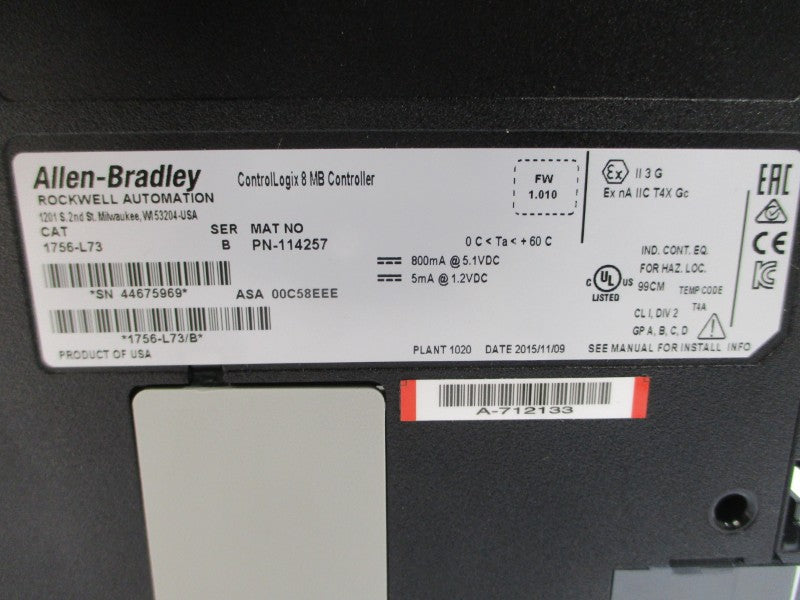 Allen-Bradley
ROCKWELL AUTOMATION
1201 S. 2nd St. Milwaukee, WI 53204-USA
ControlLogix 8 MB Controller
CAT SER MAT NO
1756-L73 B PN-114257
*SN 44675969* ASA 00C58EEE
*1756-L73/B*
PRODUCT OF USA
FW
1.010
0 C < Ta < + 60 C
800mA @ 5.1VDC
5mA @ 1.2VDC
PLANT 1020 DATE 2015/11/09
Ex II 3 G
Ex nA IIC T4X Gc
EAC
CE
C UL US
LISTED
IND. CONT. EQ.
FOR HAZ. LOC.
99CM TEMP CODE
T4A
CL I, DIV 2
GP A, B, C, D
SEE MANUAL FOR INSTALL INFO
A-712133